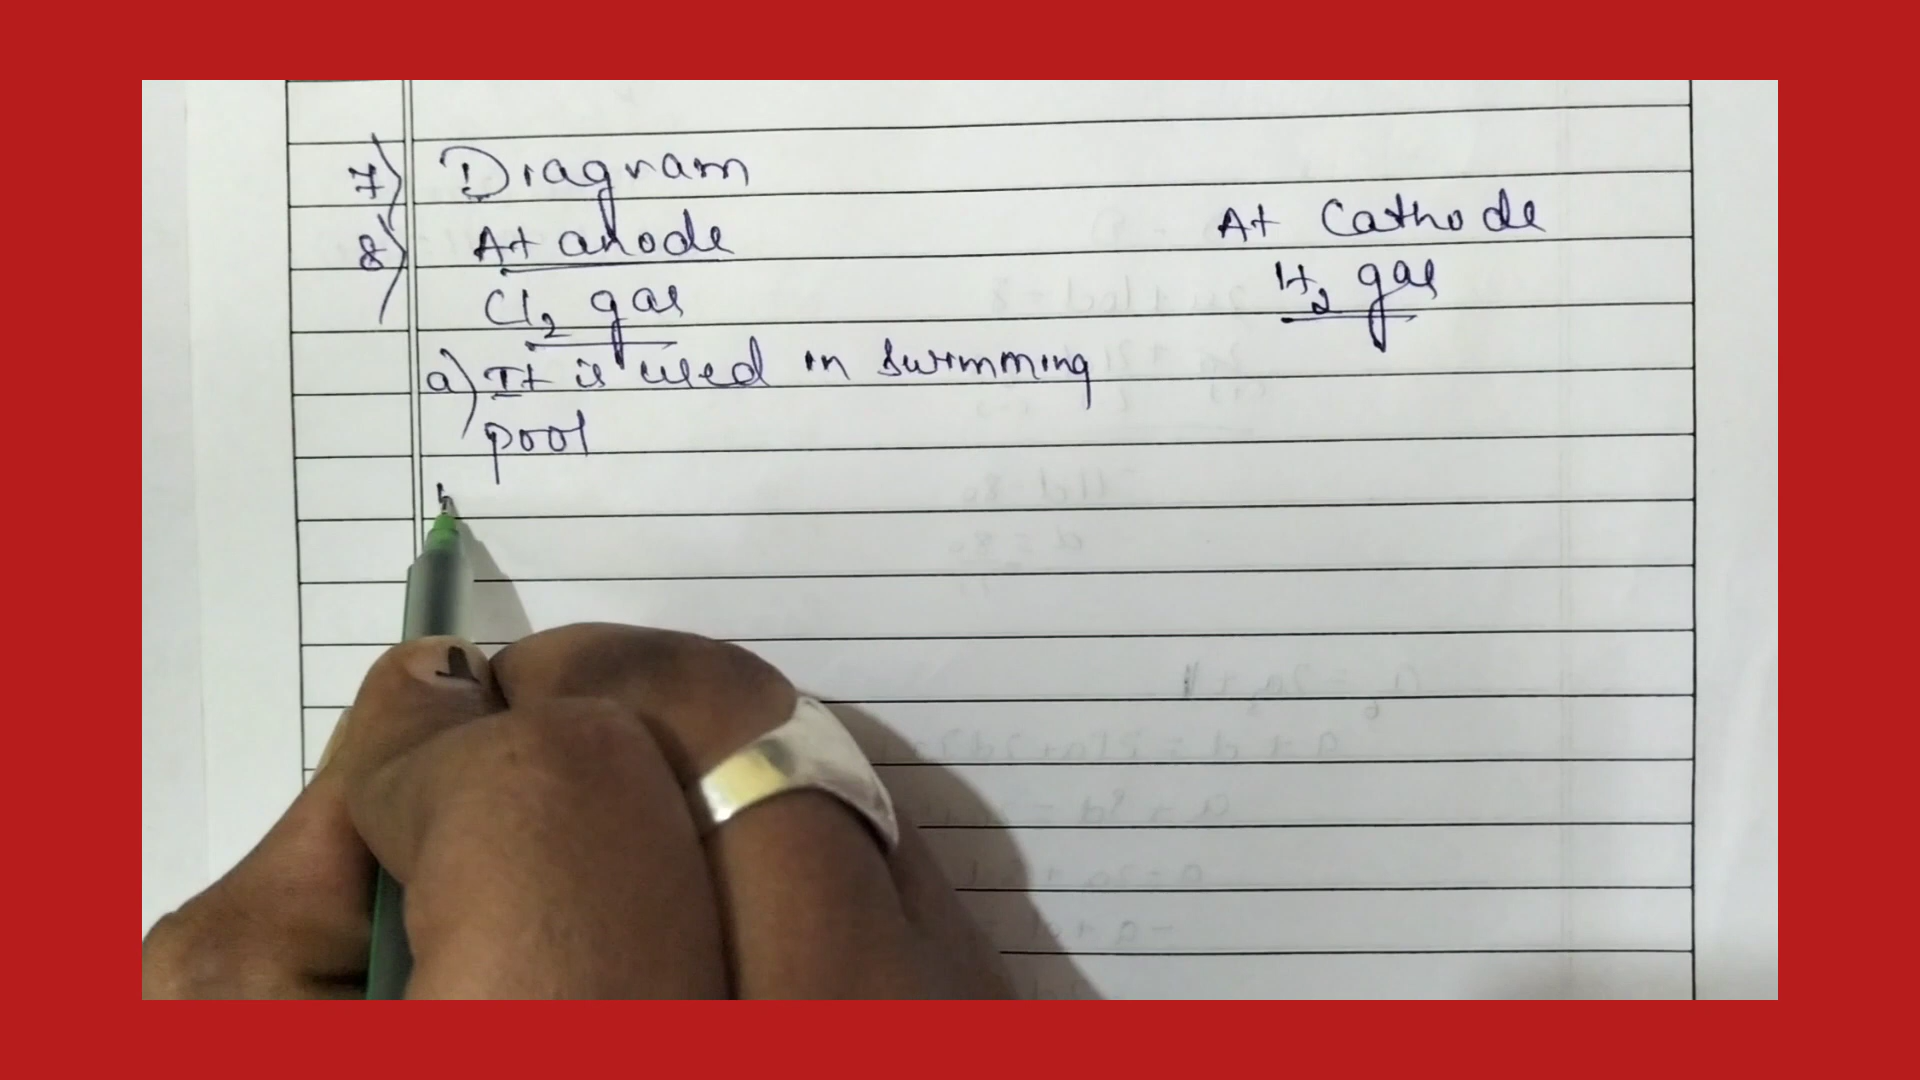 7) Diagram
8) At anode At Cathode
Cl₂ gas H₂ gas
a) It is used in swimming
pool